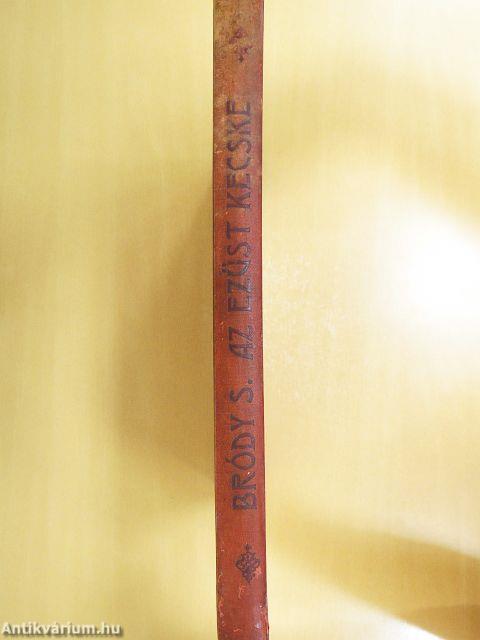 BRÓDY S. AZ EZÜST KECSKE
Antikvárium.hu